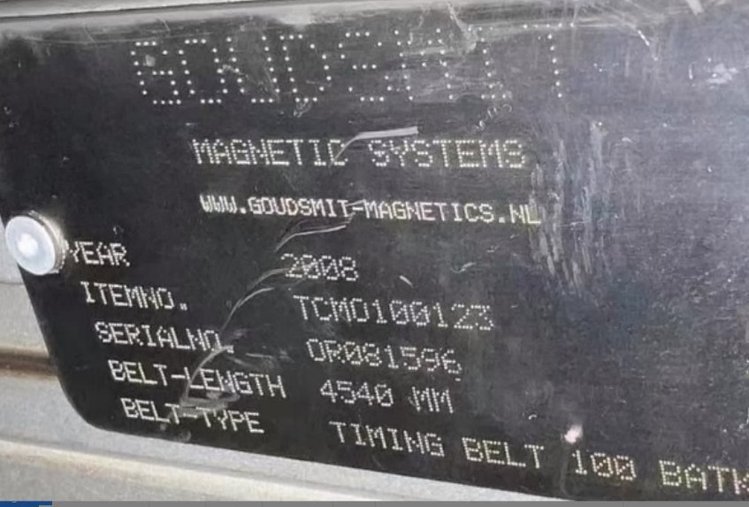 GOUDSMIT
MAGNETIC SYSTEMS
WWW.GOUDSMIT-MAGNETICS.NL
YEAR 2008
ITEMNO. TCMO100123
SERIALNO. OR081596
BELT-LENGTH 4540 MM
BELT-TYPE TIMING BELT 100 BATK